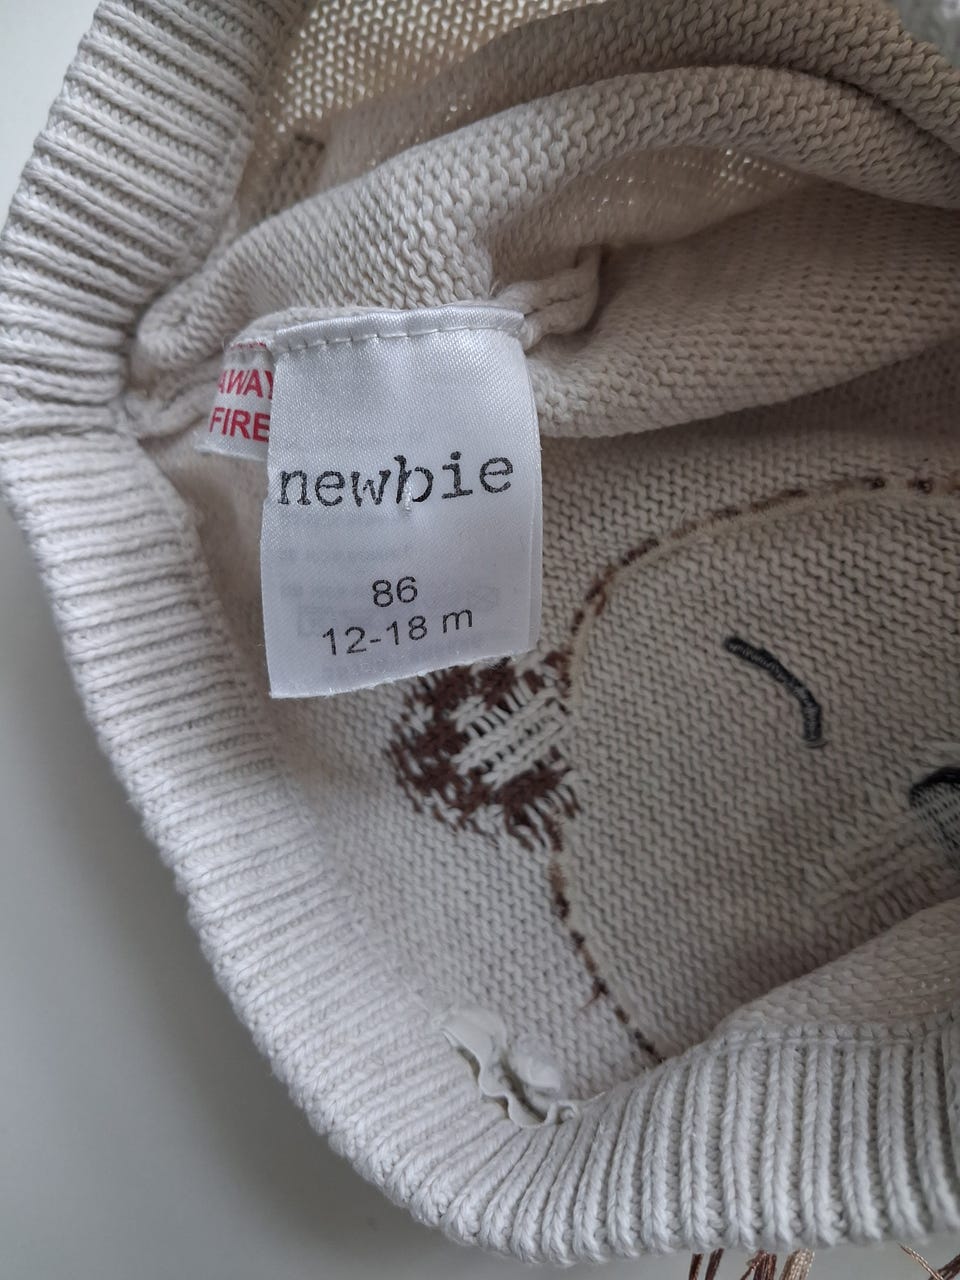 AWAY
FIRE
newbie
86
12-18 m